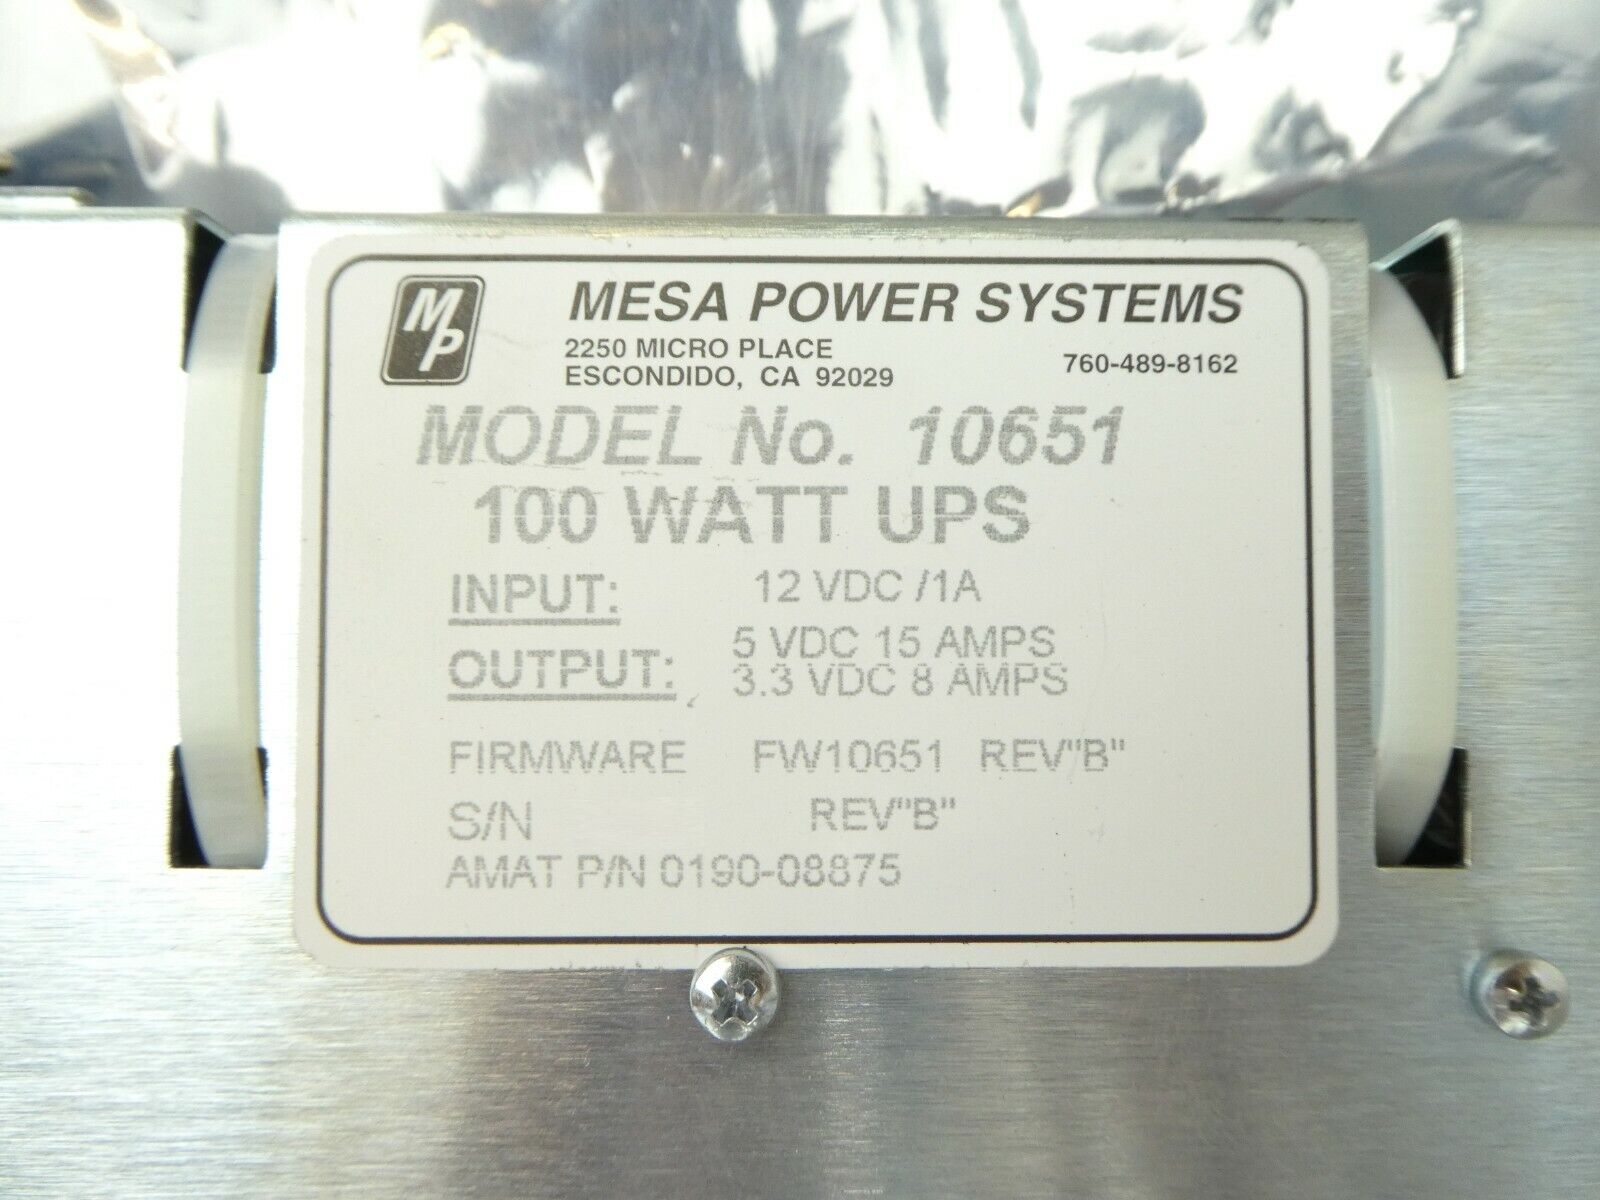 MP
MESA POWER SYSTEMS
2250 MICRO PLACE
ESCONDIDO, CA 92029
760-489-8162
MODEL No. 10651
100 WATT UPS
INPUT: 12 VDC /1A
OUTPUT: 5 VDC 15 AMPS
3.3 VDC 8 AMPS
FIRMWARE FW10651 REV"B"
S/N REV"B"
AMAT P/N 0190-08875